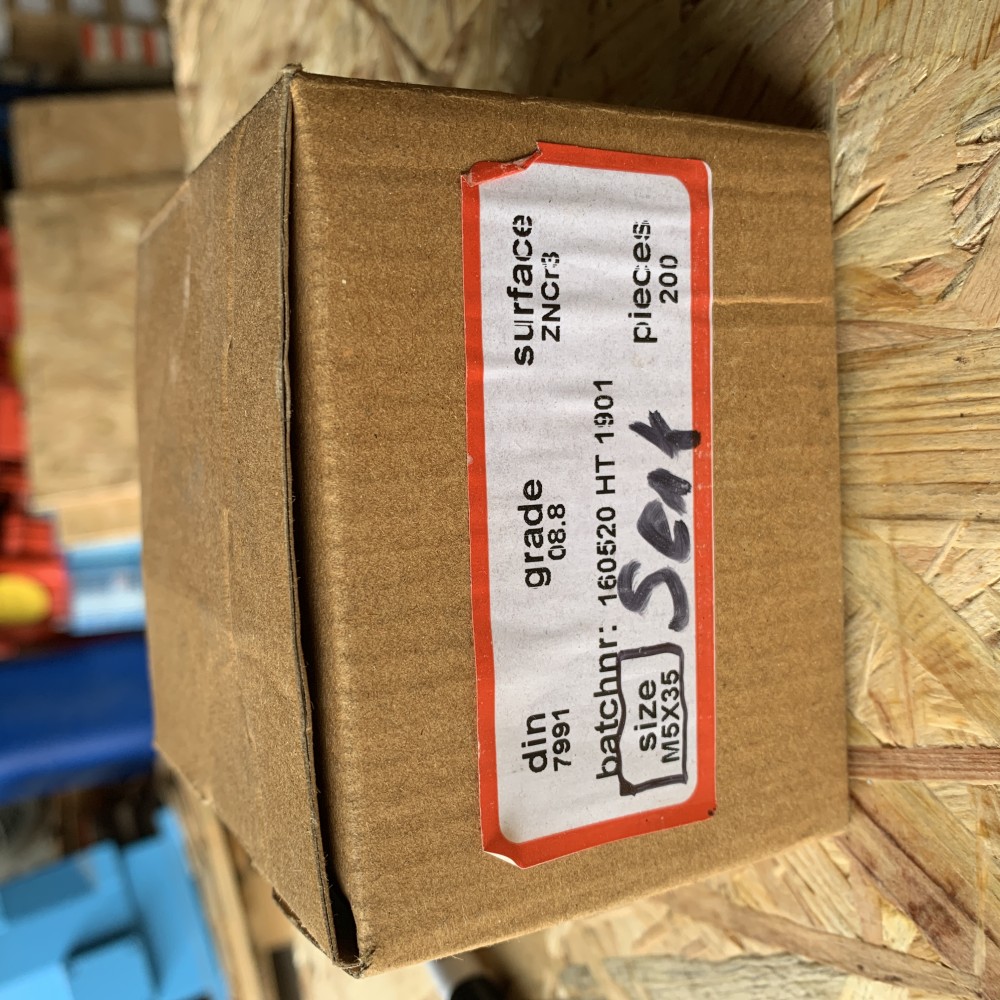 din grade surface
7991 08.8 ZNCr3
batchnr: 160520 HT 1901
size pieces
M5X35 200
Senk